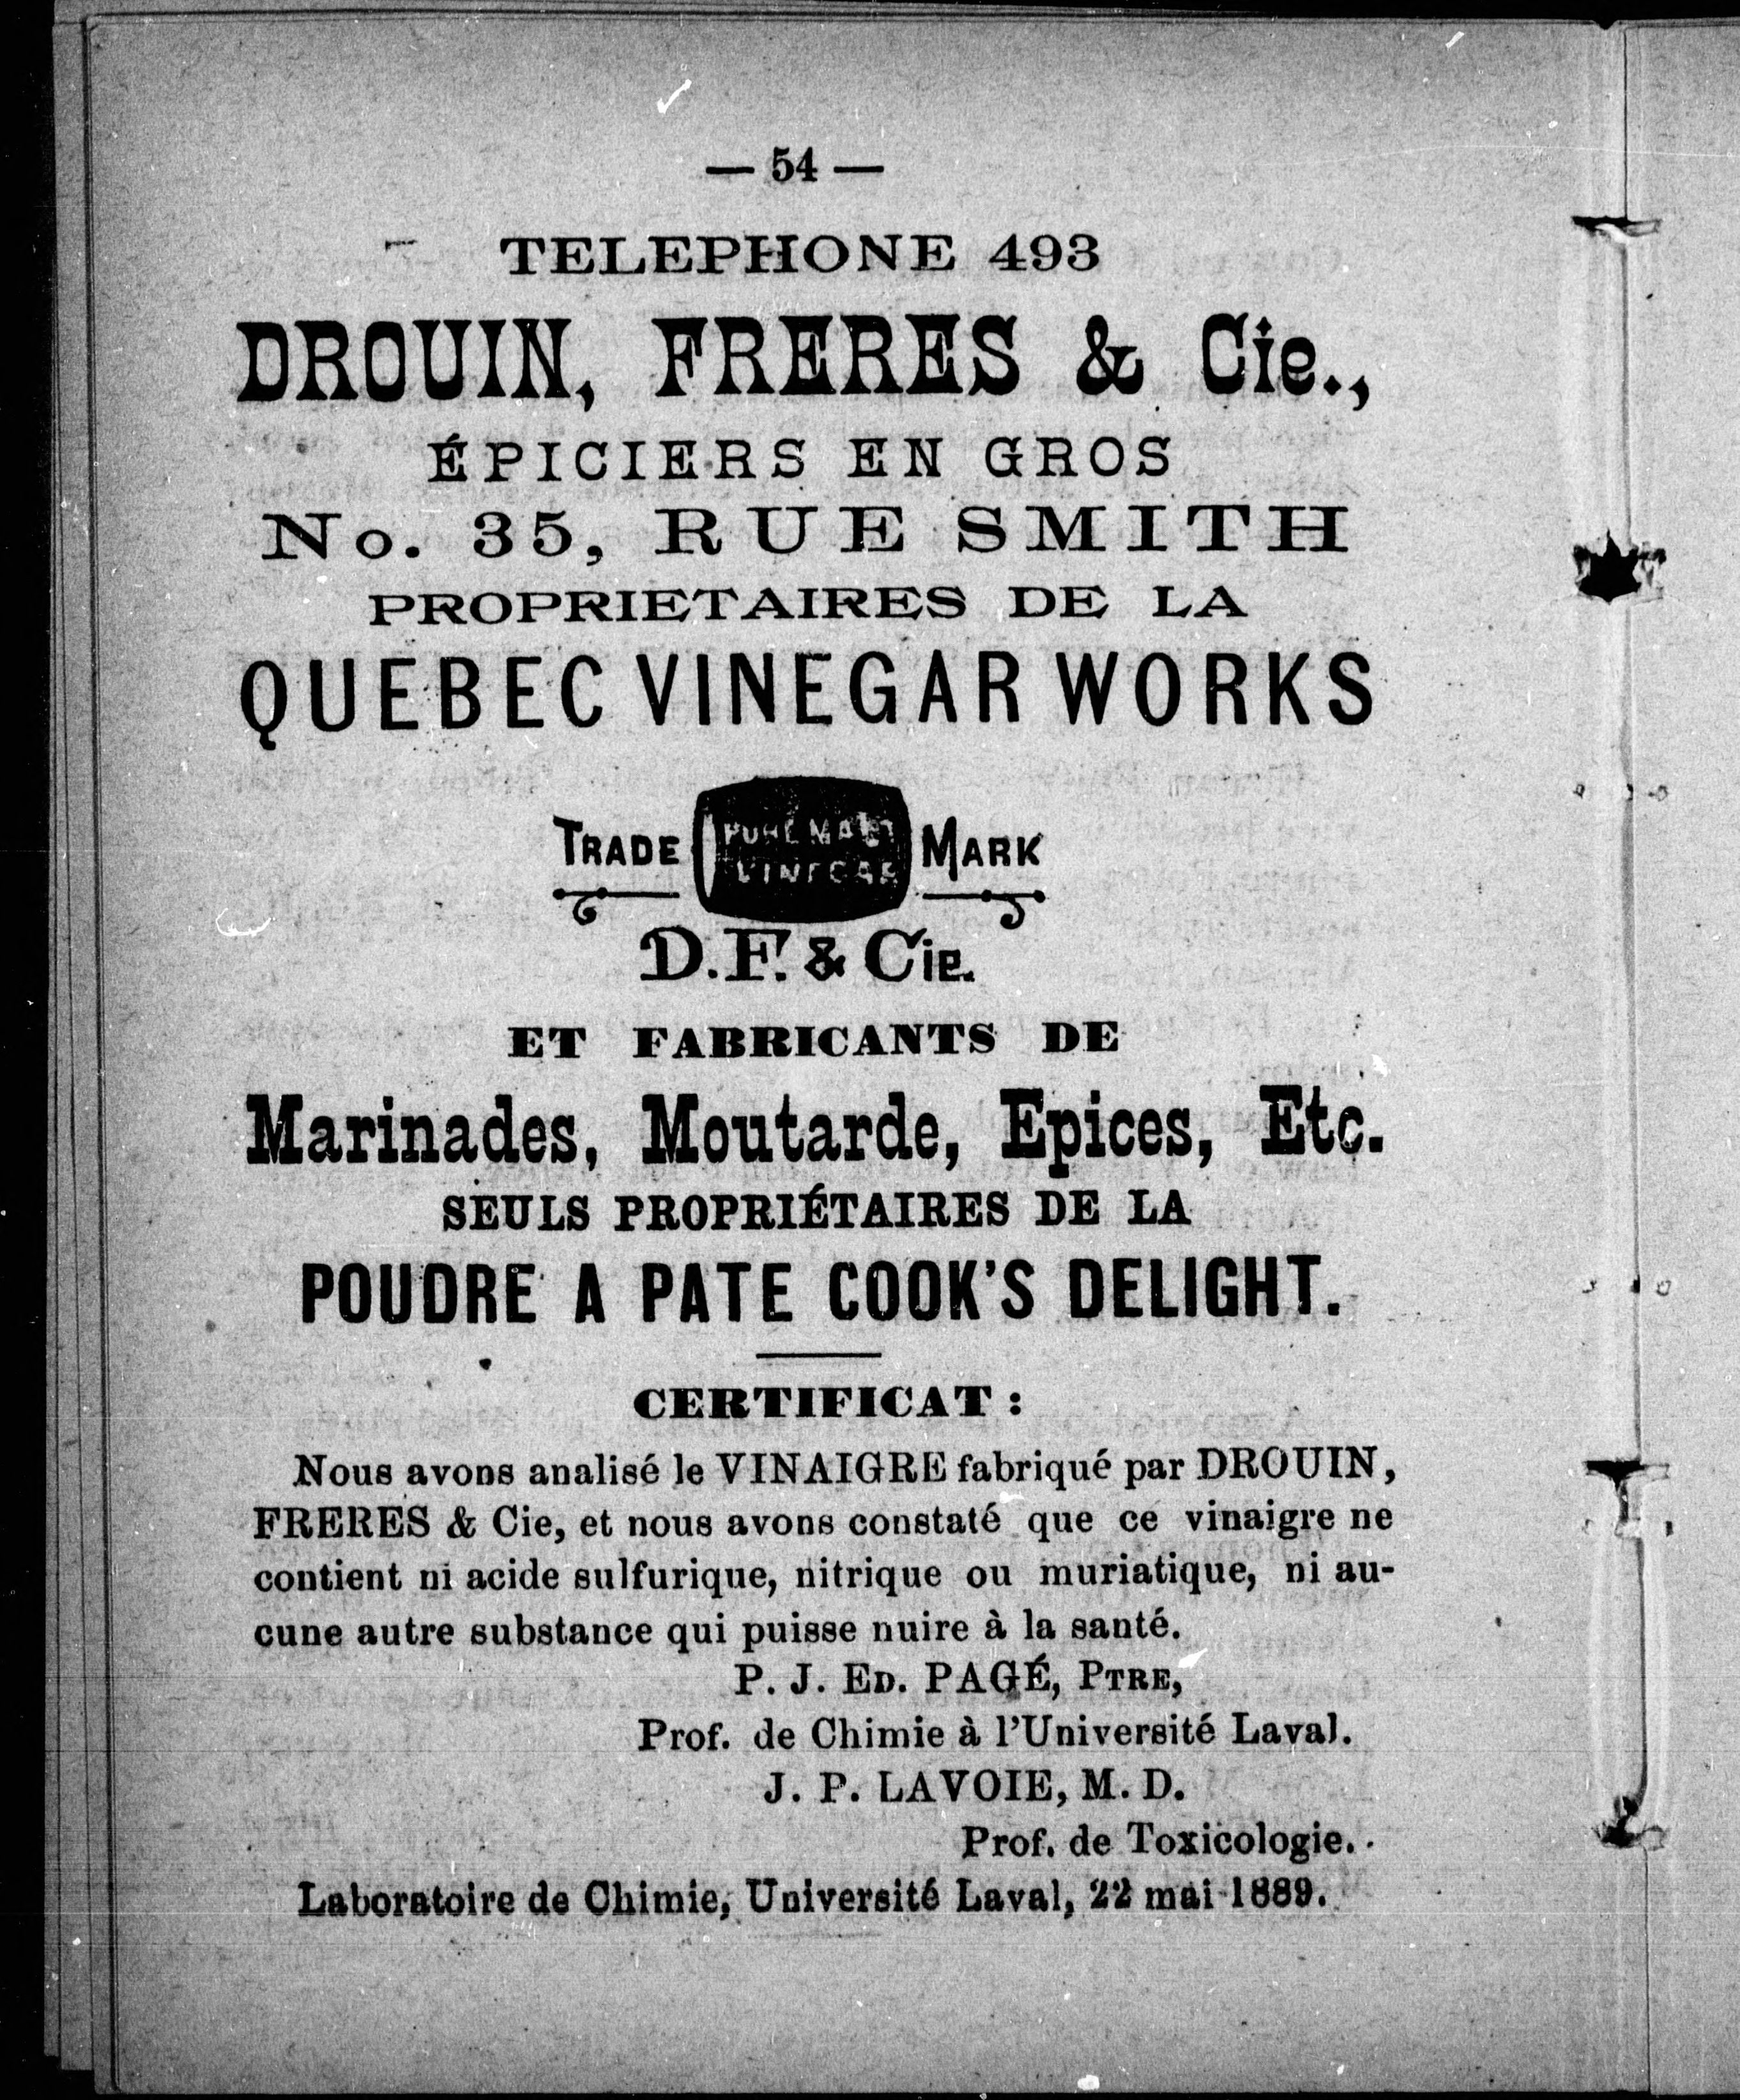 — 54 —
TELEPHONE 493
DROUIN, FRERES & Cie.,
ÉPICIERS EN GROS
No. 35, RUE SMITH
PROPRIETAIRES DE LA
QUEBEC VINEGAR WORKS
TRADE PURE MALT MARK
VINEGAR
D. F. & Cie.
ET FABRICANTS DE
Marinades, Moutarde, Epices, Etc.
SEULS PROPRIÉTAIRES DE LA
POUDRE A PATE COOK'S DELIGHT.
CERTIFICAT :
Nous avons analisé le VINAIGRE fabriqué par DROUIN,
FRERES & Cie, et nous avons constaté que ce vinaigre ne
contient ni acide sulfurique, nitrique ou muriatique, ni au-
cune autre substance qui puisse nuire à la santé.
P. J. ED. PAGÉ, PTRE,
Prof. de Chimie à l'Université Laval.
J. P. LAVOIE, M. D.
Prof. de Toxicologie.
Laboratoire de Chimie, Université Laval, 22 mai 1889.